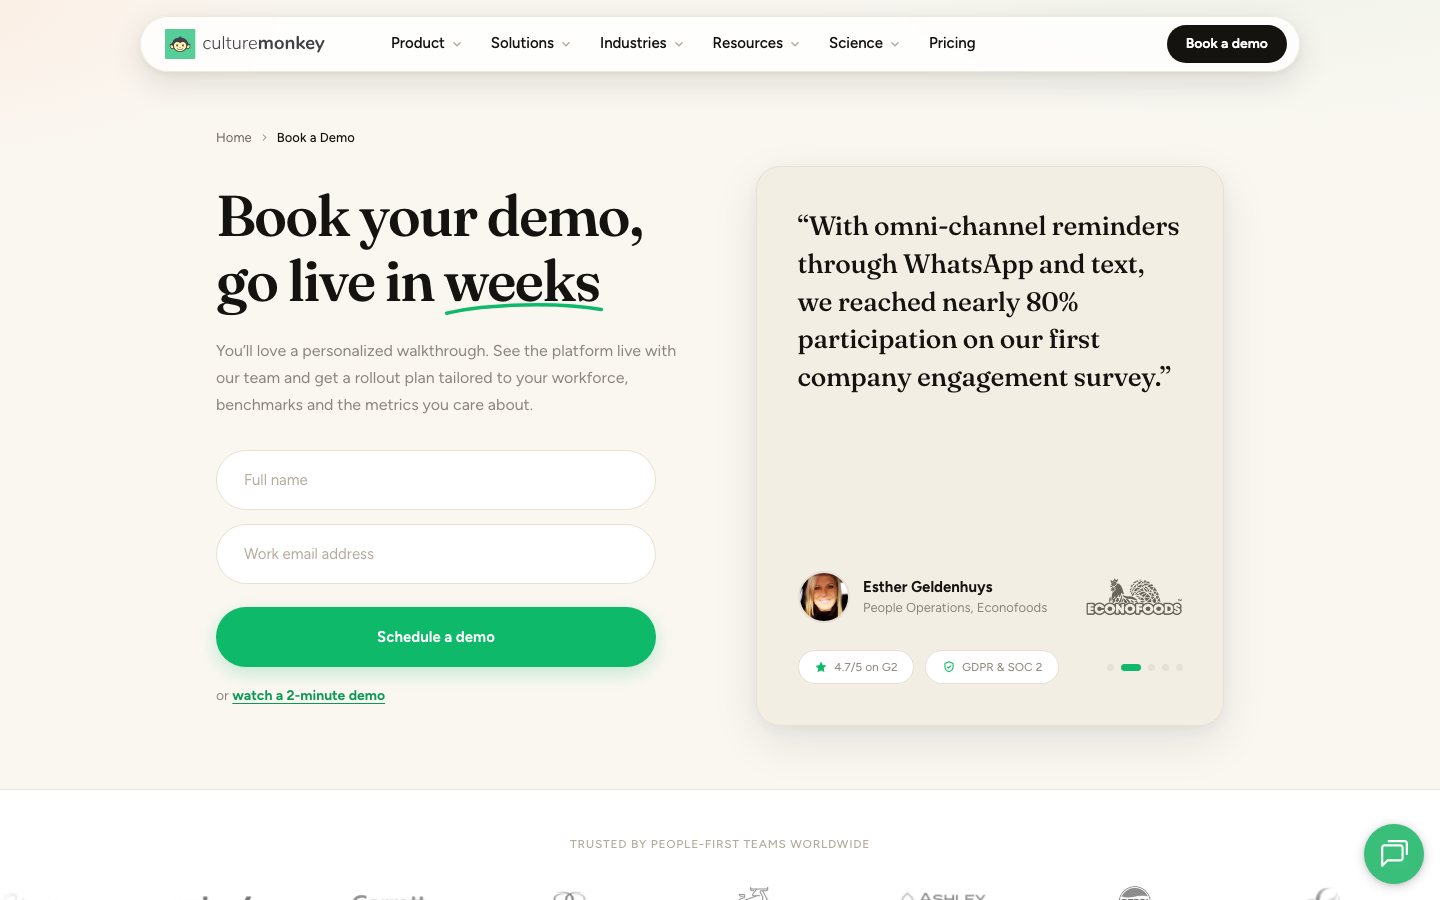 culturemonkey
Product
Solutions
Industries
Resources
Science
Pricing
Book a demo
Home
Book a Demo
Book your demo,
go live in weeks
You’ll love a personalized walkthrough. See the platform live with
our team and get a rollout plan tailored to your workforce,
benchmarks and the metrics you care about.
Full name
Work email address
Schedule a demo
or watch a 2-minute demo
“With omni-channel reminders
through WhatsApp and text,
we reached nearly 80%
participation on our first
company engagement survey.”
Esther Geldenhuys
People Operations, Econofoods
ECONOFOODS
4.7/5 on G2
GDPR & SOC 2
TRUSTED BY PEOPLE-FIRST TEAMS WORLDWIDE
ASHLEY